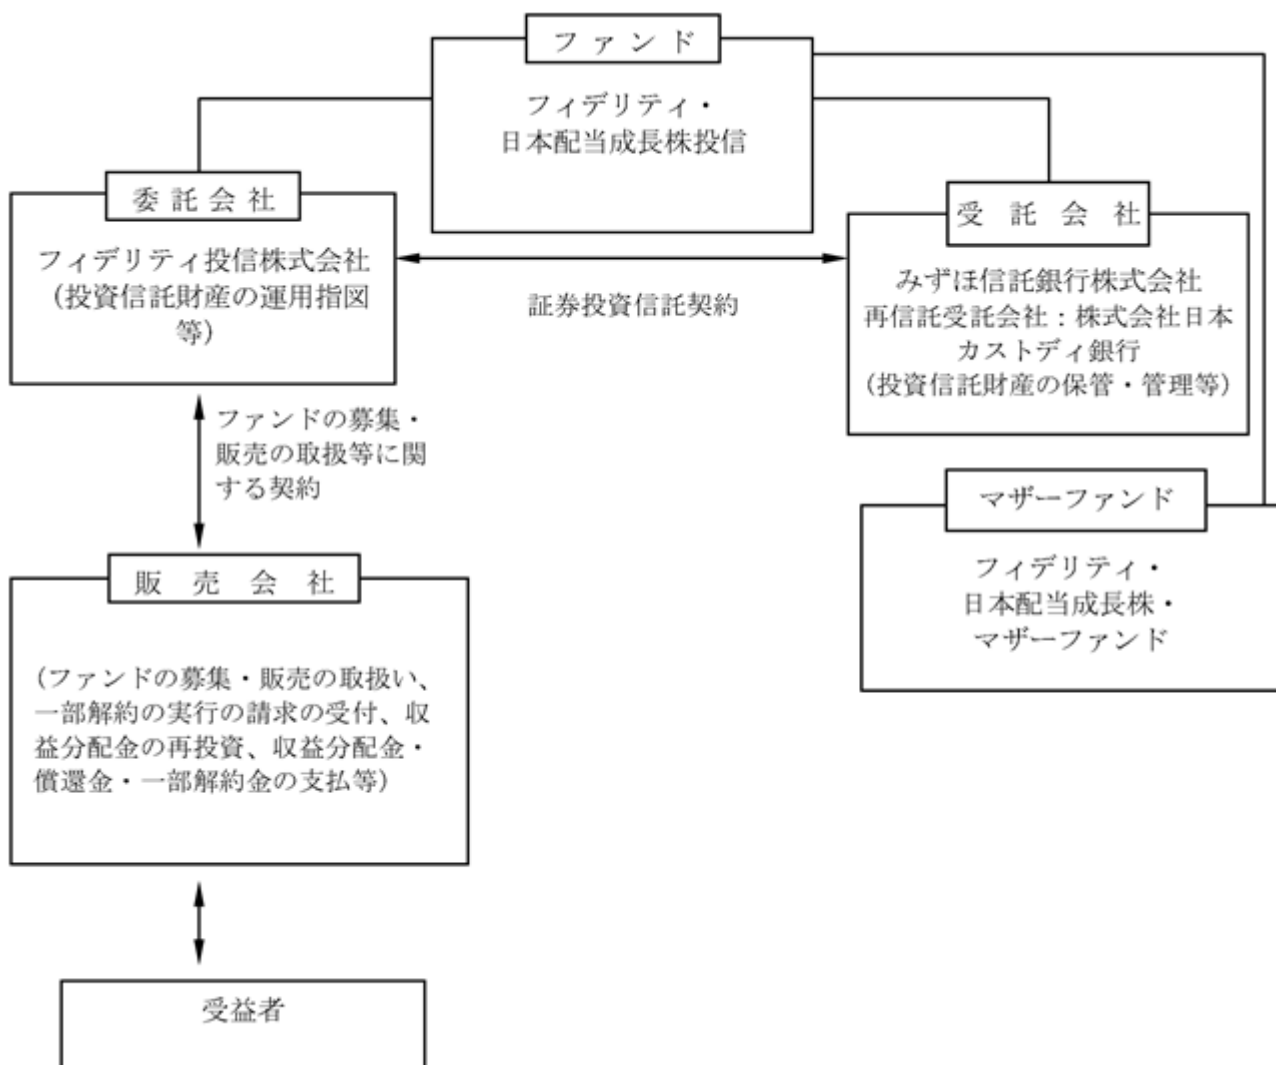 ファンド
フィデリティ・
日本配当成長株投信
委託会社
フィデリティ投信株式会社
（投資信託財産の運用指図
等）
証券投資信託契約
受託会社
みずほ信託銀行株式会社
再信託受託会社：株式会社日本
カストディ銀行
（投資信託財産の保管・管理等）
ファンドの募集・
販売の取扱等に関
する契約
マザーファンド
フィデリティ・
日本配当成長株・
マザーファンド
販売会社
（ファンドの募集・販売の取扱い、
一部解約の実行の請求の受付、収
益分配金の再投資、収益分配金・
償還金・一部解約金の支払等）
受益者